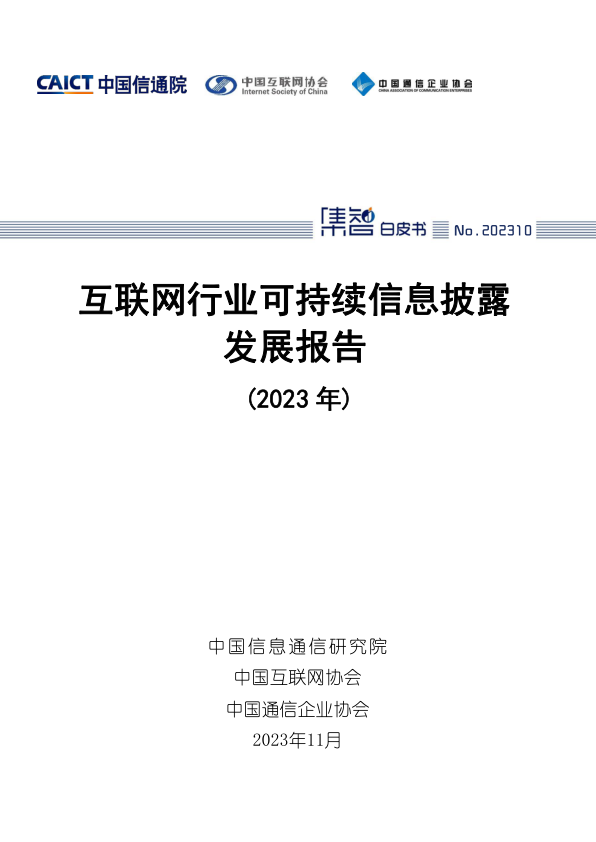 CAICT 中国信通院 中国互联网协会 中国通信企业协会
Internet Society of China CHINA ASSOCIATION OF COMMUNICATION ENTERPRISES
集智 白皮书 No.202310
互联网行业可持续信息披露
发展报告
(2023 年)
中国信息通信研究院
中国互联网协会
中国通信企业协会
2023年11月